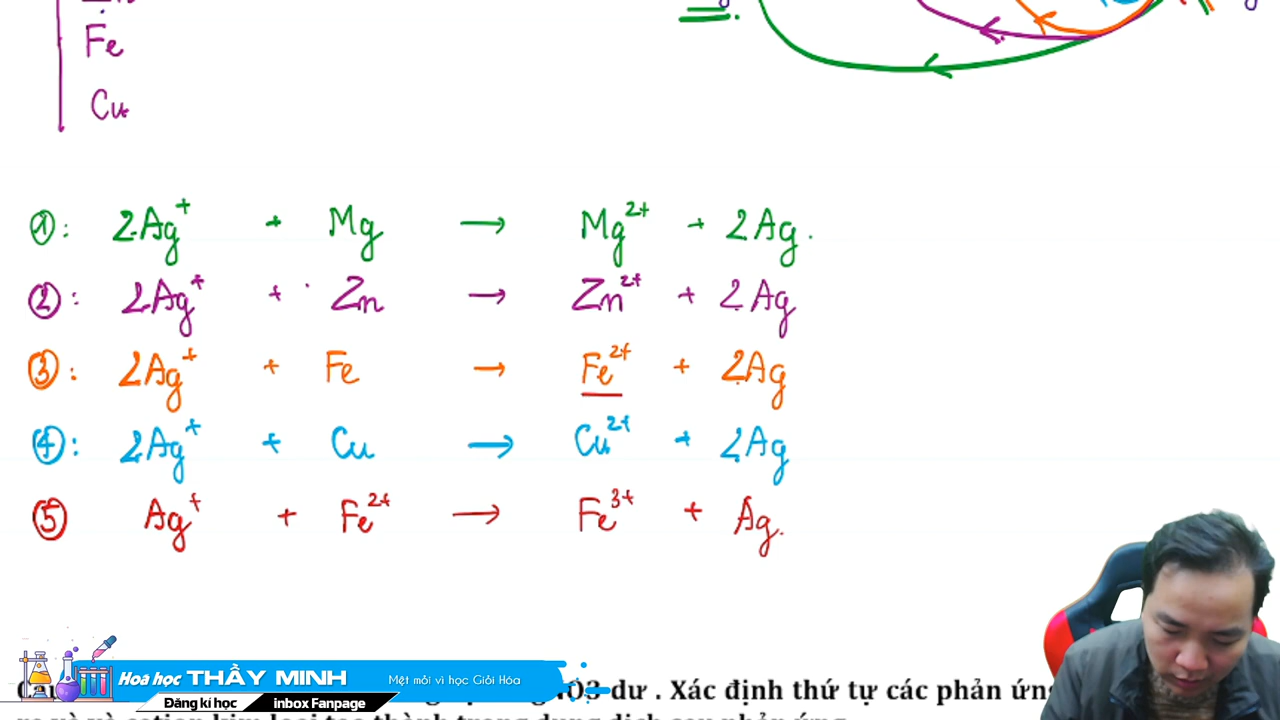 Fe
Cu
①: 2Ag⁺ + Mg → Mg²⁺ + 2Ag.
②: 2Ag⁺ + Zn → Zn²⁺ + 2Ag
③: 2Ag⁺ + Fe → Fe²⁺ + 2Ag
④: 2Ag⁺ + Cu → Cu²⁺ + 2Ag
⑤ Ag⁺ + Fe²⁺ → Fe³⁺ + Ag.
Hoá học THẦY MINH
Mệt mỏi vì học Giỏi Hóa
Đăng kí học inbox Fanpage
NO3 dư . Xác định thứ tự các phản ứng